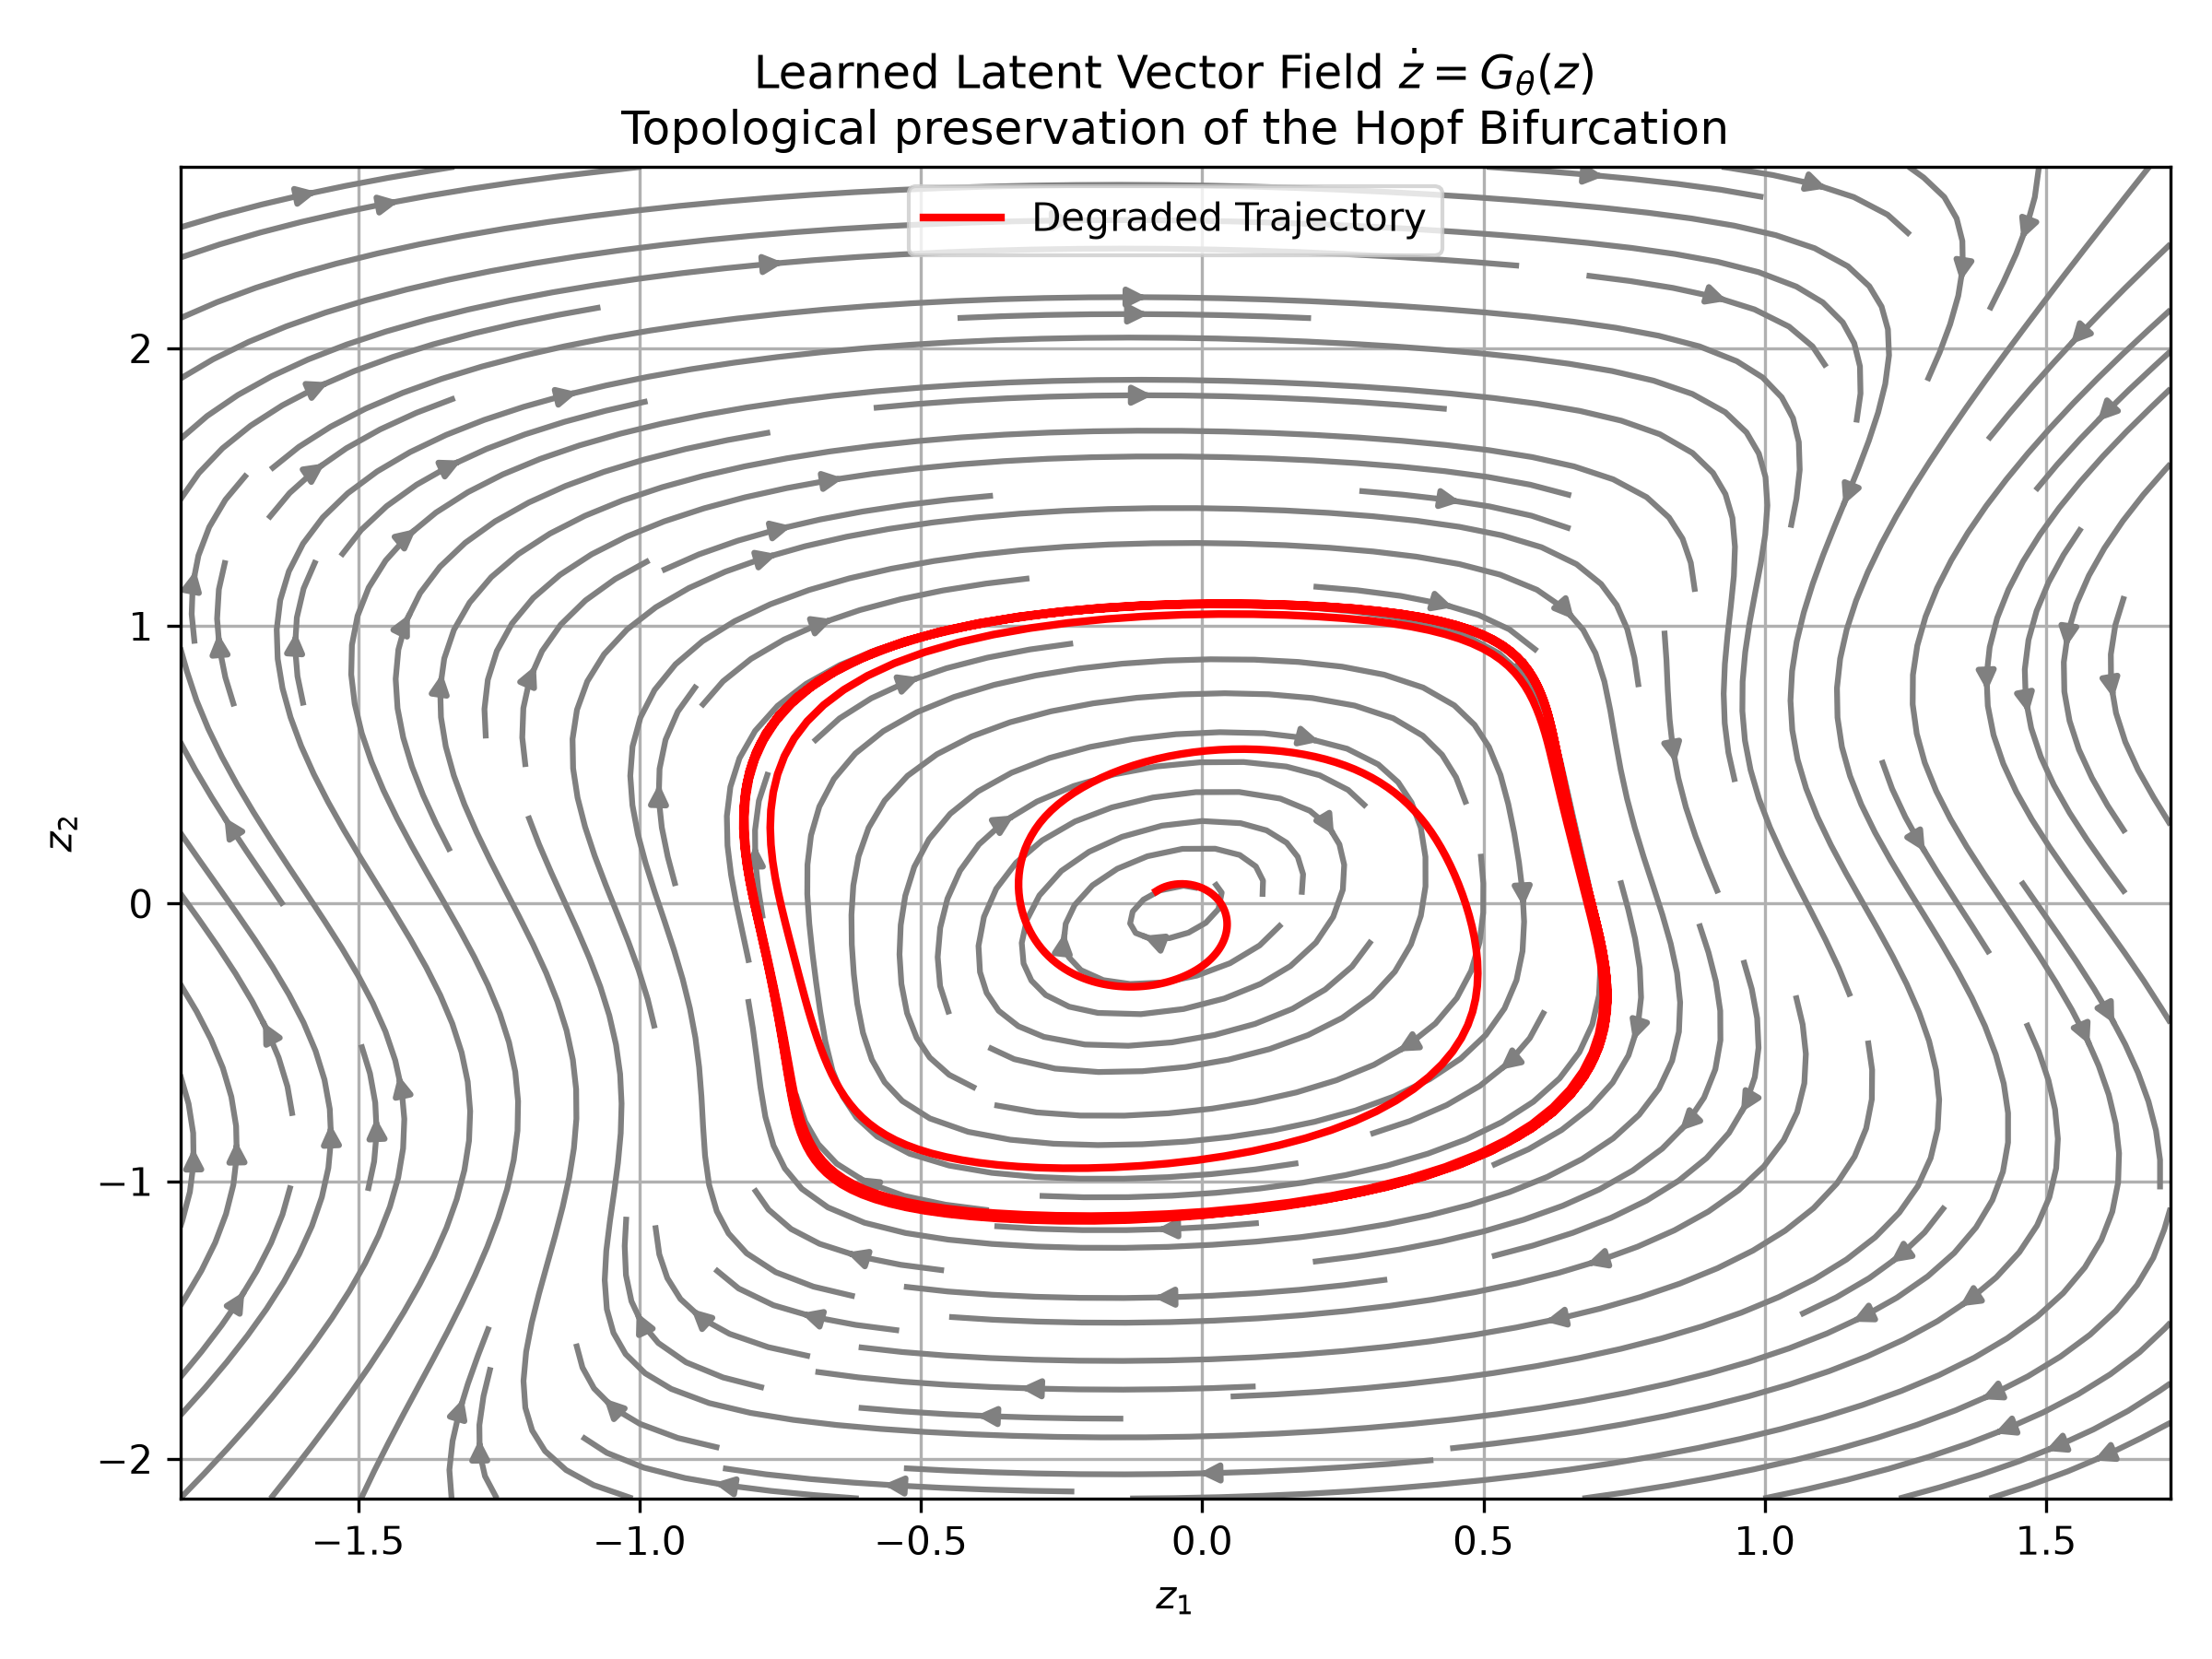 Learned Latent Vector Field ż = G_θ(z)
Topological preservation of the Hopf Bifurcation
Degraded Trajectory
z₂
2
1
0
−1
−2
−1.5 −1.0 −0.5 0.0 0.5 1.0 1.5
z₁